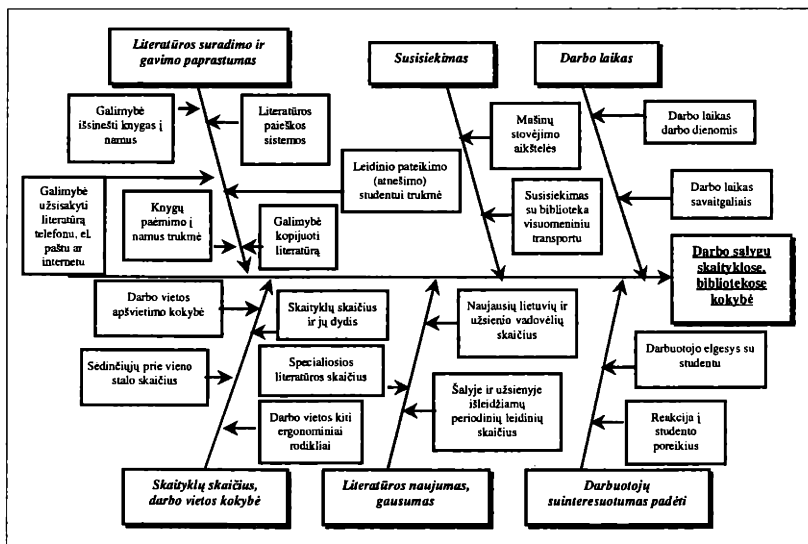 Literatūros suradimo ir
gavimo paprastumas
Susisiekimas
Darbo laikas
Galimybė
išsinešti knygas į
namus
Literatūros
paieškos
sistemos
Mašinų
stovėjimo
aikštelės
Darbo laikas
darbo dienomis
Galimybė
užsisakyti
literatūrą
telefonu, el.
paštu ar
internetu
Knygų
paėmimo į
namus trukmė
Leidinio pateikimo
(atnešimo)
studentui trukmė
Galimybė
kopijuoti
literatūrą
Susisiekimas
su biblioteka
visuomeniniu
transportu
Darbo laikas
savaitgaliais
Darbo sąlygų
skaityklose,
bibliotekose
kokybė
Darbo vietos
apšvietimo kokybė
Skaityklų skaičius
ir jų dydis
Naujausių lietuvių ir
užsienio vadovėlių
skaičius
Sėdinčiųjų prie vieno
stalo skaičius
Specialiosios
literatūros skaičius
Darbuotojo elgesys su
studentu
Šalyje ir užsienyje
išleidžiamų
periodinių leidinių
skaičius
Darbo vietos kiti
ergonominiai
rodikliai
Reakcija į
studento
poreikius
Skaityklų skaičius,
darbo vietos kokybė
Literatūros naujumas,
gausumas
Darbuotojų
suinteresuotumas padėti